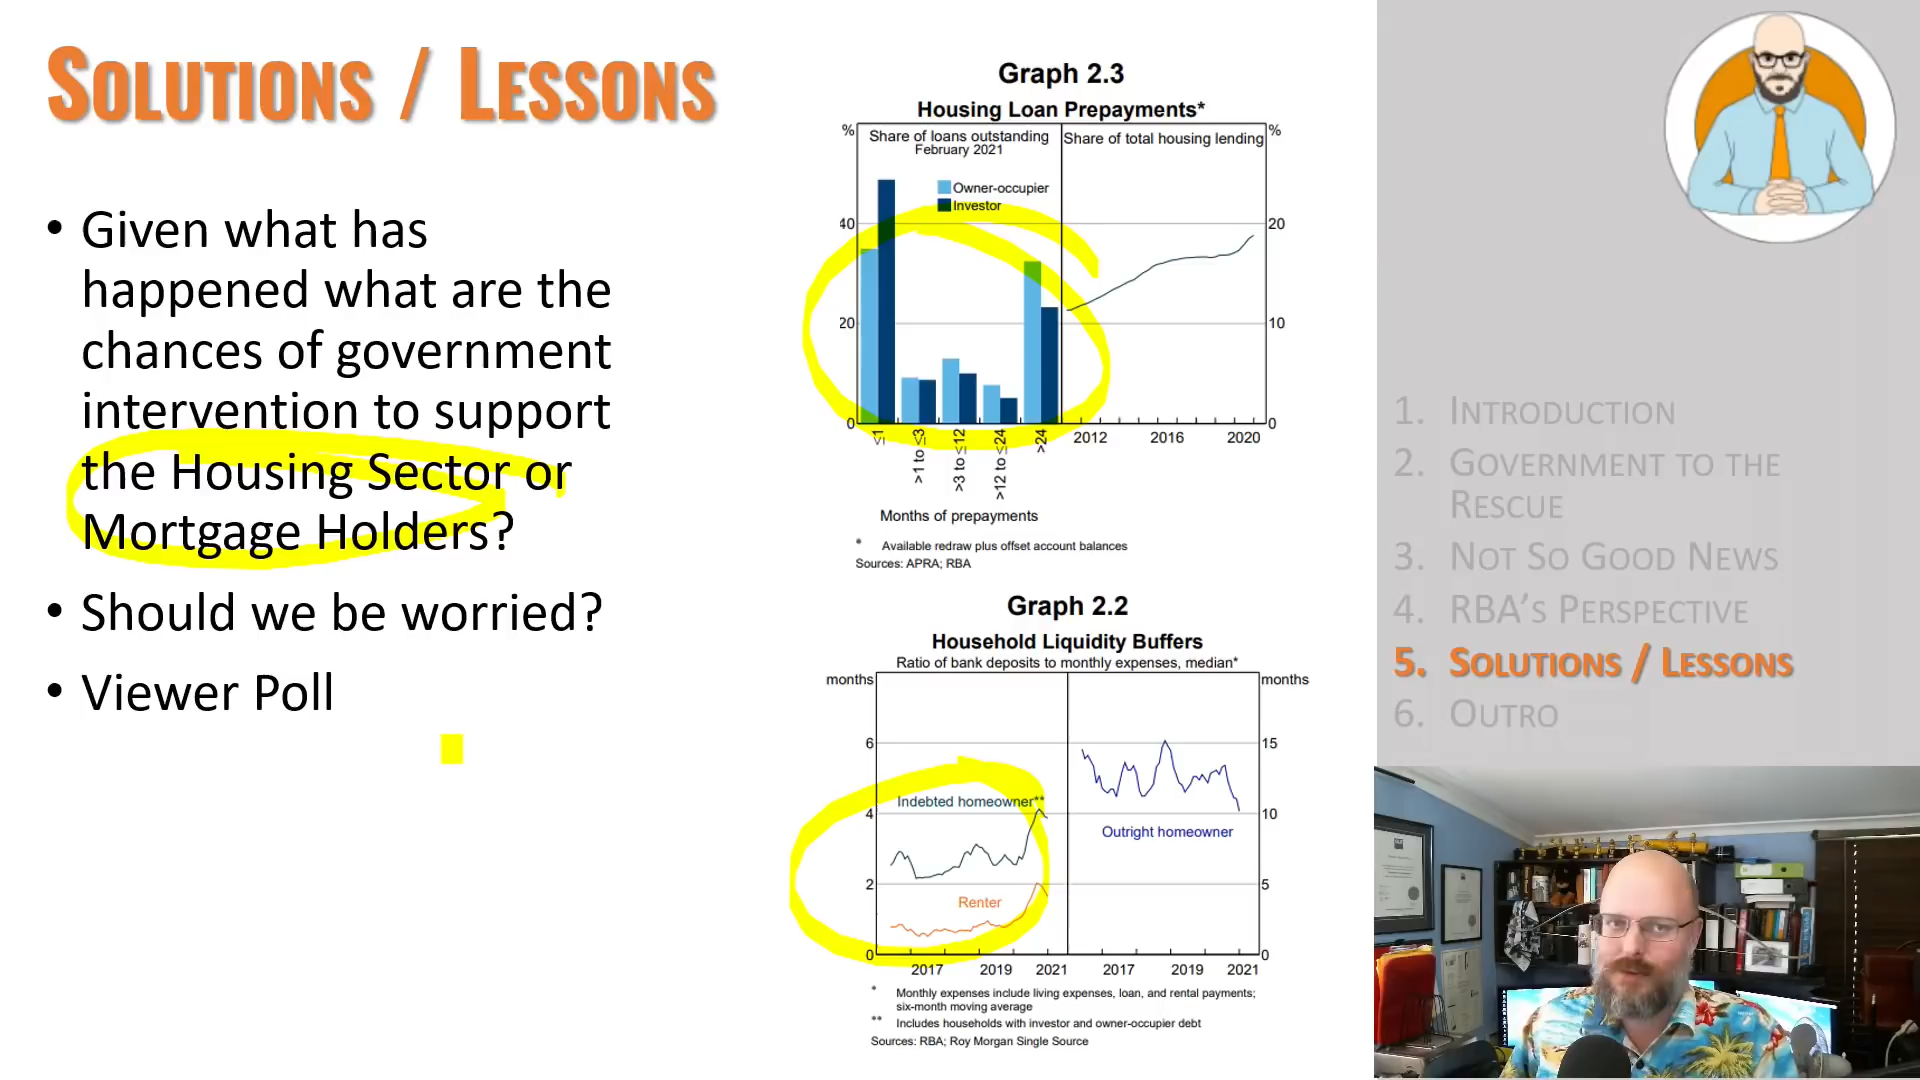 SOLUTIONS / LESSONS
• Given what has
happened what are the
chances of government
intervention to support
the Housing Sector or
Mortgage Holders?
• Should we be worried?
• Viewer Poll
Graph 2.3
Housing Loan Prepayments*
% Share of loans outstanding Share of total housing lending %
February 2021
Owner-occupier
Investor
40 20
20 10
0 0
≤1 >1 to ≤3 >3 to ≤12 >12 to ≤24 >24 2012 2016 2020
Months of prepayments
* Available redraw plus offset account balances
Sources: APRA; RBA
Graph 2.2
Household Liquidity Buffers
Ratio of bank deposits to monthly expenses, median*
months months
6 15
Indebted homeowner**
4 10
Outright homeowner
2 5
Renter
0 0
2017 2019 2021 2017 2019 2021
* Monthly expenses include living expenses, loan, and rental payments;
six-month moving average
** Includes households with investor and owner-occupier debt
Sources: RBA; Roy Morgan Single Source
1. INTRODUCTION
2. GOVERNMENT TO THE
RESCUE
3. NOT SO GOOD NEWS
4. RBA'S PERSPECTIVE
5. SOLUTIONS / LESSONS
6. OUTRO